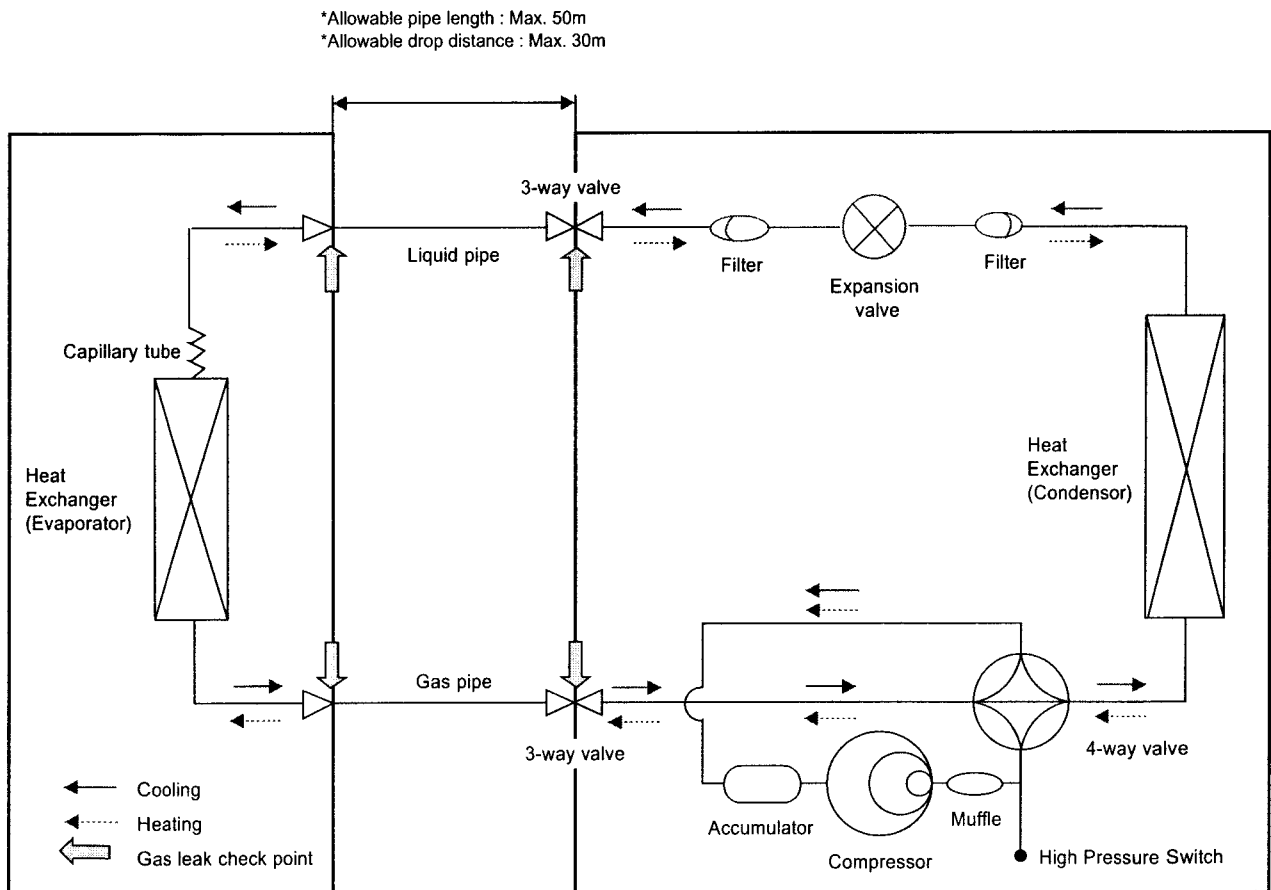 *Allowable pipe length : Max. 50m
*Allowable drop distance : Max. 30m
3-way valve
Liquid pipe
Filter
Expansion
valve
Filter
Capillary tube
Heat
Exchanger
(Evaporator)
Heat
Exchanger
(Condensor)
Gas pipe
3-way valve
4-way valve
Cooling
Heating
Gas leak check point
Accumulator
Compressor
Muffle
High Pressure Switch